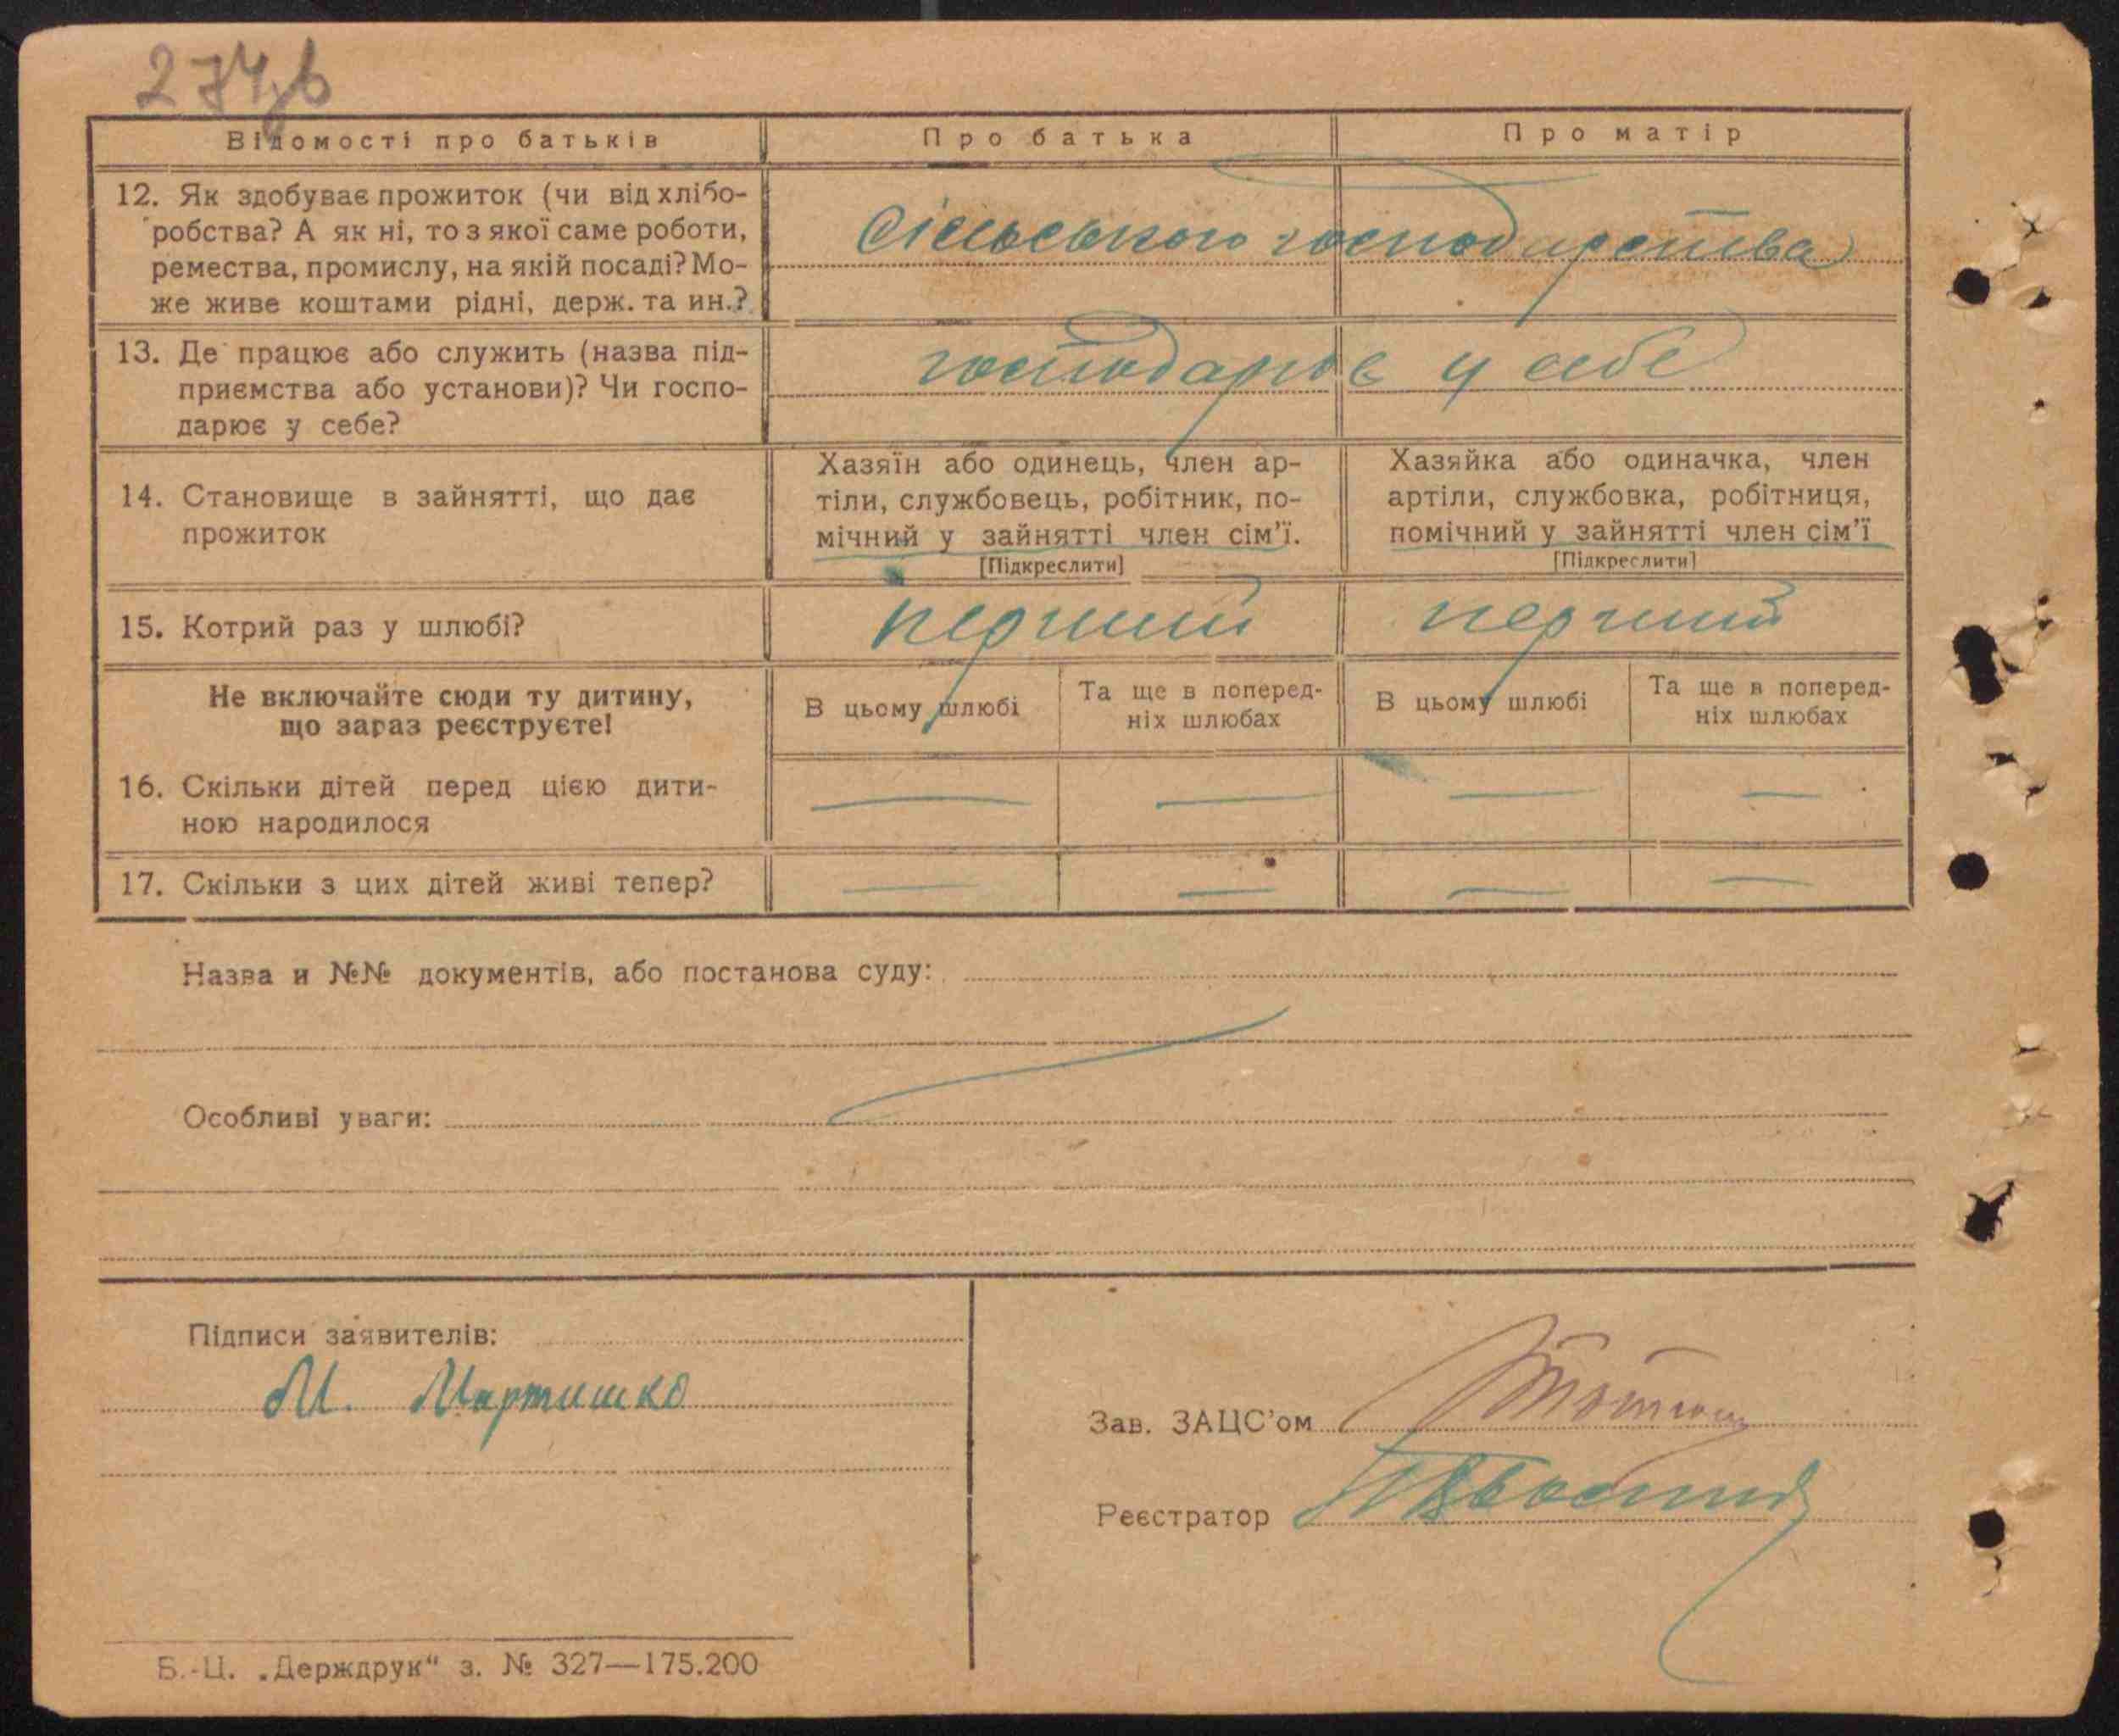 Відомості про батьків
Про батька
Про матір
12. Як здобуває прожиток (чи від хлібо-
робства? А як ні, то з якої саме роботи,
ремества, промислу, на якій посаді? Мо-
же живе коштами рідні, держ. та ин.?
сільського господарства
13. Де працює або служить (назва під-
приємства або установи)? Чи госпо-
дарює у себе?
господарює у себе
14. Становище в зайнятті, що дає
прожиток
Хазяїн або одинець, член ар-
тіли, службовець, робітник, по-
мічний у зайнятті член сім’ї.
[Підкреслити]
Хазяйка або одиначка, член
артіли, службовка, робітниця,
помічний у зайнятті член сім’ї
[Підкреслити]
15. Котрий раз у шлюбі?
перший
перший
Не включайте сюди ту дитину,
що зараз реєструєте!
В цьому шлюбі
Та ще в поперед-
ніх шлюбах
В цьому шлюбі
Та ще в поперед-
ніх шлюбах
16. Скільки дітей перед цією дити-
ною народилося
— — — —
17. Скільки з цих дітей живі тепер?
— — — —
Назва и №№ документів, або постанова суду:
Особливі уваги:
Підписи заявителів:
М. Мартишко
Зав. ЗАЦС’ом
Реєстратор
Б.-Ц. „Держдрук“ з. № 327—175.200